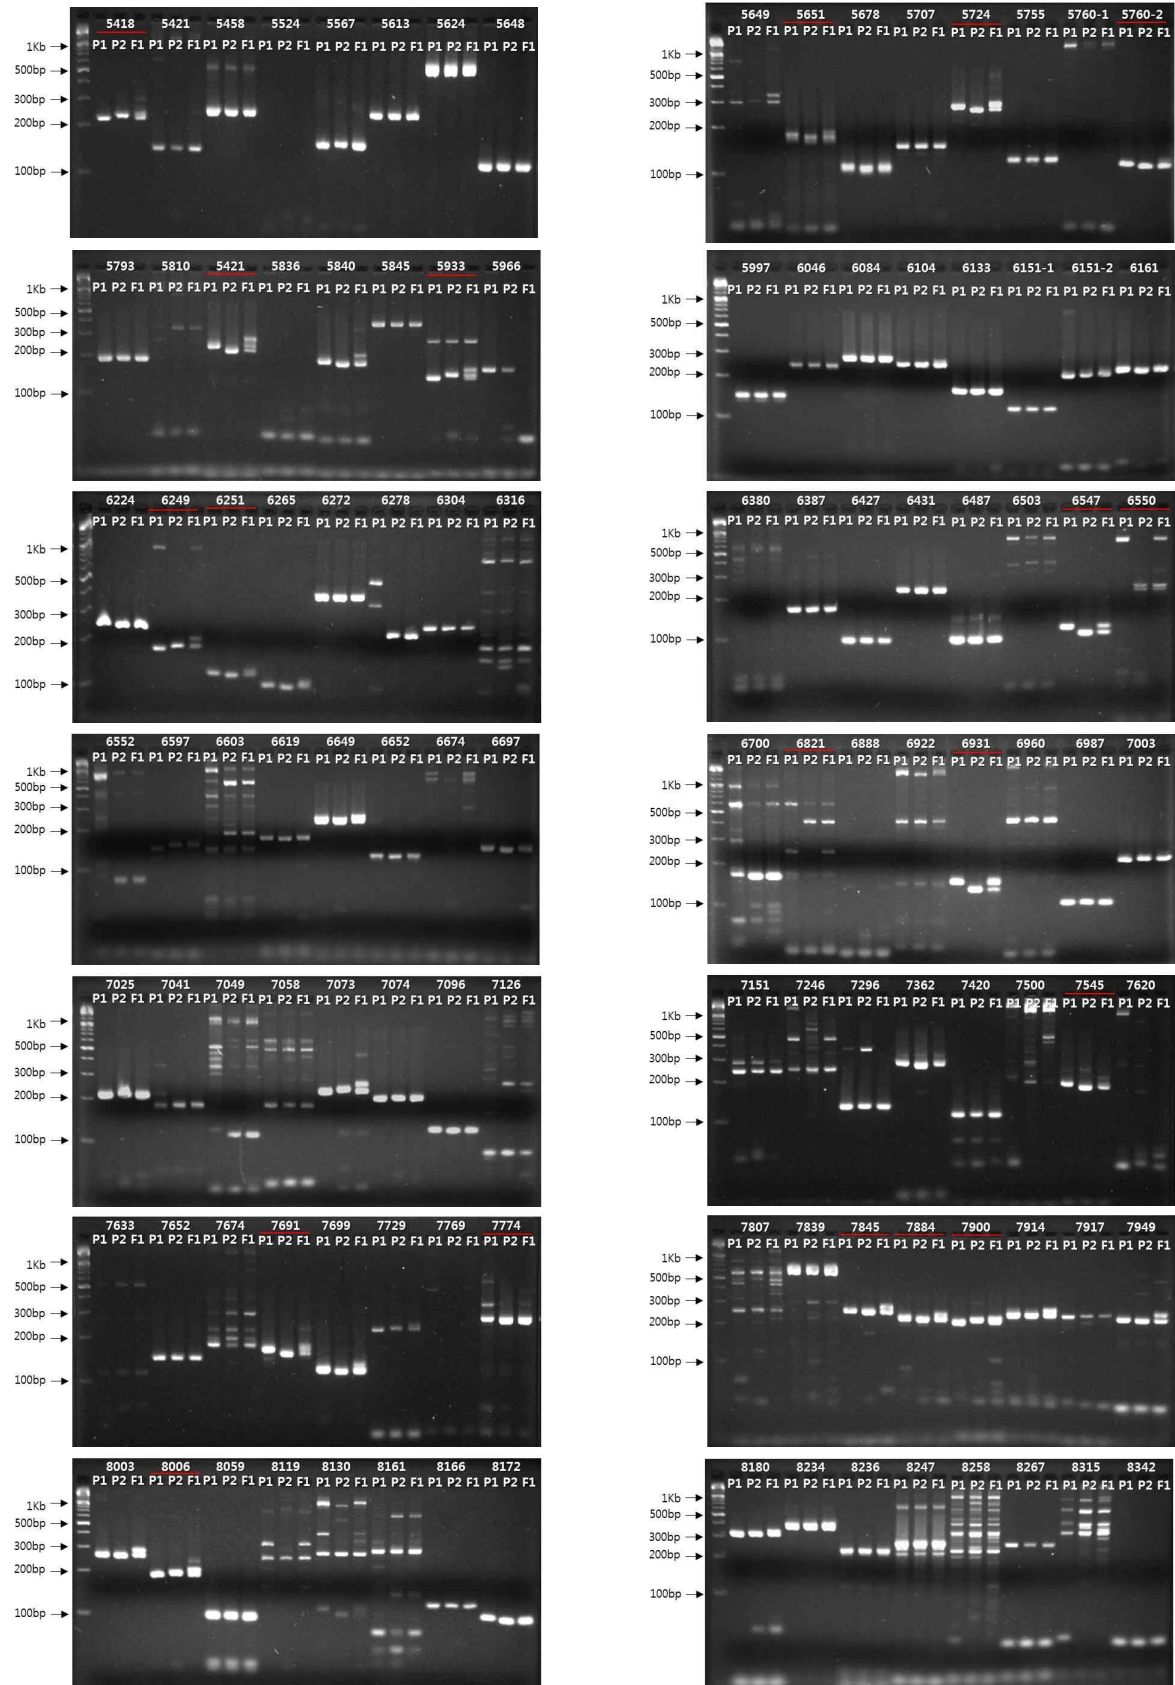 5418 5421 5458 5524 5567 5613 5624 5648
P1 P2 F1 P1 P2 F1 P1 P2 F1 P1 P2 F1 P1 P2 F1 P1 P2 F1 P1 P2 F1 P1 P2 F1
1Kb
500bp
300bp
200bp
100bp
5649 5651 5678 5707 5724 5755 5760-1 5760-2
P1 P2 F1 P1 P2 F1 P1 P2 F1 P1 P2 F1 P1 P2 F1 P1 P2 F1 P1 P2 F1 P1 P2 F1
1Kb
500bp
300bp
200bp
100bp
5793 5810 5421 5836 5840 5845 5933 5966
P1 P2 F1 P1 P2 F1 P1 P2 F1 P1 P2 F1 P1 P2 F1 P1 P2 F1 P1 P2 F1 P1 P2 F1
1Kb
500bp
300bp
200bp
100bp
5997 6046 6084 6104 6133 6151-1 6151-2 6161
P1 P2 F1 P1 P2 F1 P1 P2 F1 P1 P2 F1 P1 P2 F1 P1 P2 F1 P1 P2 F1 P1 P2 F1
1Kb
500bp
300bp
200bp
100bp
6224 6249 6251 6265 6272 6278 6304 6316
P1 P2 F1 P1 P2 F1 P1 P2 F1 P1 P2 F1 P1 P2 F1 P1 P2 F1 P1 P2 F1 P1 P2 F1
1Kb
500bp
300bp
200bp
100bp
6380 6387 6427 6431 6487 6503 6547 6550
P1 P2 F1 P1 P2 F1 P1 P2 F1 P1 P2 F1 P1 P2 F1 P1 P2 F1 P1 P2 F1 P1 P2 F1
1Kb
500bp
300bp
200bp
100bp
6552 6597 6603 6619 6649 6652 6674 6697
P1 P2 F1 P1 P2 F1 P1 P2 F1 P1 P2 F1 P1 P2 F1 P1 P2 F1 P1 P2 F1 P1 P2 F1
1Kb
500bp
300bp
200bp
100bp
6700 6821 6888 6922 6931 6960 6987 7003
P1 P2 F1 P1 P2 F1 P1 P2 F1 P1 P2 F1 P1 P2 F1 P1 P2 F1 P1 P2 F1 P1 P2 F1
1Kb
500bp
300bp
200bp
100bp
7025 7041 7049 7058 7073 7074 7096 7126
P1 P2 F1 P1 P2 F1 P1 P2 F1 P1 P2 F1 P1 P2 F1 P1 P2 F1 P1 P2 F1 P1 P2 F1
1Kb
500bp
300bp
200bp
100bp
7151 7246 7296 7362 7420 7500 7545 7620
P1 P2 F1 P1 P2 F1 P1 P2 F1 P1 P2 F1 P1 P2 F1 P1 P2 F1 P1 P2 F1 P1 P2 F1
1Kb
500bp
300bp
200bp
100bp
7633 7652 7674 7691 7699 7729 7769 7774
P1 P2 F1 P1 P2 F1 P1 P2 F1 P1 P2 F1 P1 P2 F1 P1 P2 F1 P1 P2 F1 P1 P2 F1
1Kb
500bp
300bp
200bp
100bp
7807 7839 7845 7884 7900 7914 7917 7949
P1 P2 F1 P1 P2 F1 P1 P2 F1 P1 P2 F1 P1 P2 F1 P1 P2 F1 P1 P2 F1 P1 P2 F1
1Kb
500bp
300bp
200bp
100bp
8003 8006 8059 8119 8130 8161 8166 8172
P1 P2 F1 P1 P2 F1 P1 P2 F1 P1 P2 F1 P1 P2 F1 P1 P2 F1 P1 P2 F1 P1 P2 F1
1Kb
500bp
300bp
200bp
100bp
8180 8234 8236 8247 8258 8267 8315 8342
P1 P2 F1 P1 P2 F1 P1 P2 F1 P1 P2 F1 P1 P2 F1 P1 P2 F1 P1 P2 F1 P1 P2 F1
1Kb
500bp
300bp
200bp
100bp